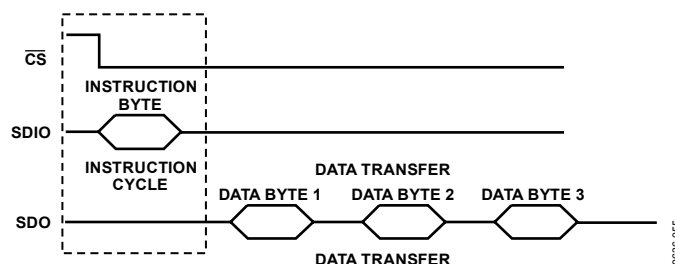 CS
INSTRUCTION
BYTE
SDIO
INSTRUCTION
CYCLE
DATA TRANSFER
DATA BYTE 1 DATA BYTE 2 DATA BYTE 3
SDO
DATA TRANSFER